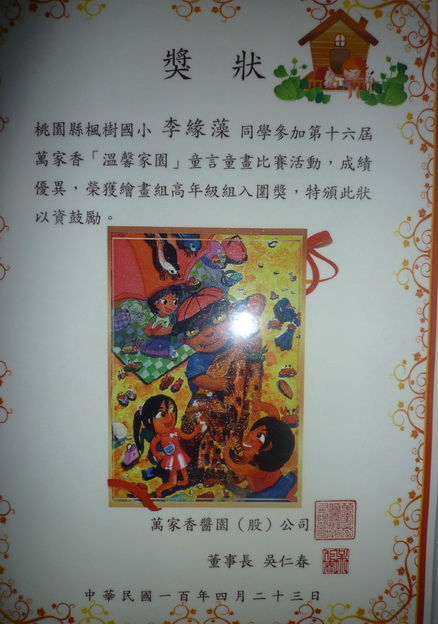 獎狀
桃園縣楓樹國小 李緣藻 同學參加第十六屆
萬家香「溫馨家園」童言童畫比賽活動，成績
優異，榮獲繪畫組高年級組入圍獎，特頒此狀
以資鼓勵。
萬家香醬園（股）公司
董事長 吳仁春
中華民國一百年四月二十三日